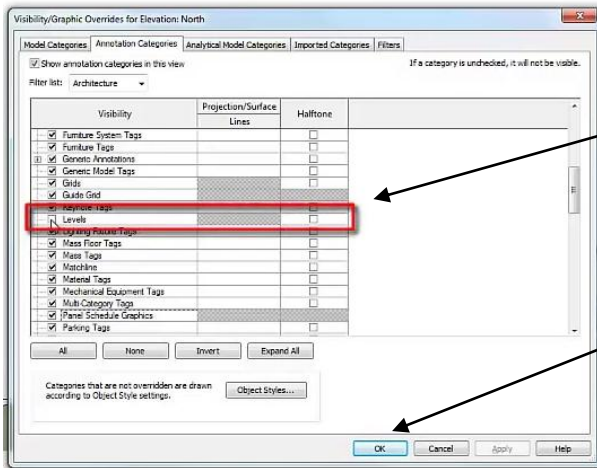 Visibility/Graphic Overrides for Elevation: North
Model Categories Annotation Categories Analytical Model Categories Imported Categories Filters
Show annotation categories in this view
If a category is unchecked, it will not be visible.
Filter list: Architecture
Visibility Projection/Surface Halftone
Lines
Furniture System Tags
Furniture Tags
Generic Annotations
Generic Model Tags
Grids
Guide Grid
Keynote Tags
Levels
Lighting Fixture Tags
Mass Floor Tags
Mass Tags
Matchline
Material Tags
Mechanical Equipment Tags
Multi-Category Tags
Panel Schedule Graphics
Parking Tags
All None Invert Expand All
Categories that are not overridden are drawn
according to Object Style settings.
Object Styles...
OK Cancel Apply Help